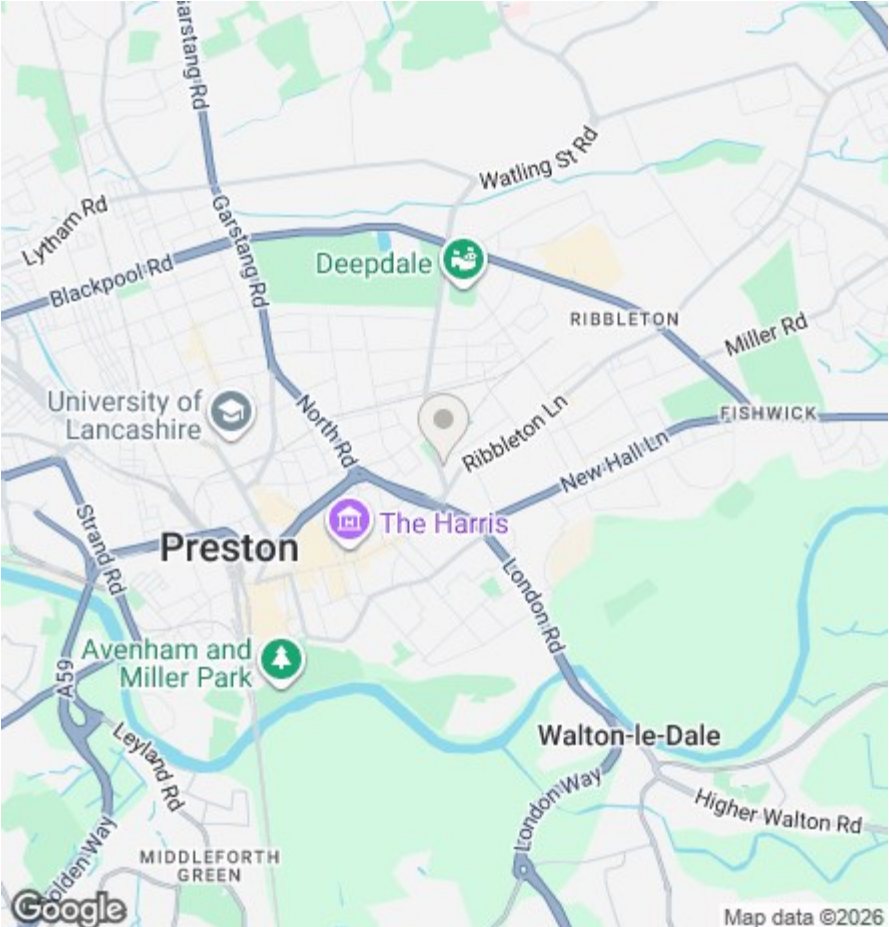 Garstang Rd
Watling St Rd
Lytham Rd
Garstang Rd
Deepdale
Blackpool Rd
RIBBLETON
Miller Rd
University of
Lancashire
FISHWICK
North Rd
Ribbleton Ln
New Hall Ln
Strand Rd
The Harris
Preston
London Rd
Avenham and
Miller Park
A59
Leyland Rd
Walton-le-Dale
London Way
Higher Walton Rd
MIDDLEFORTH
GREEN
olden Way
Google
Map data ©2026